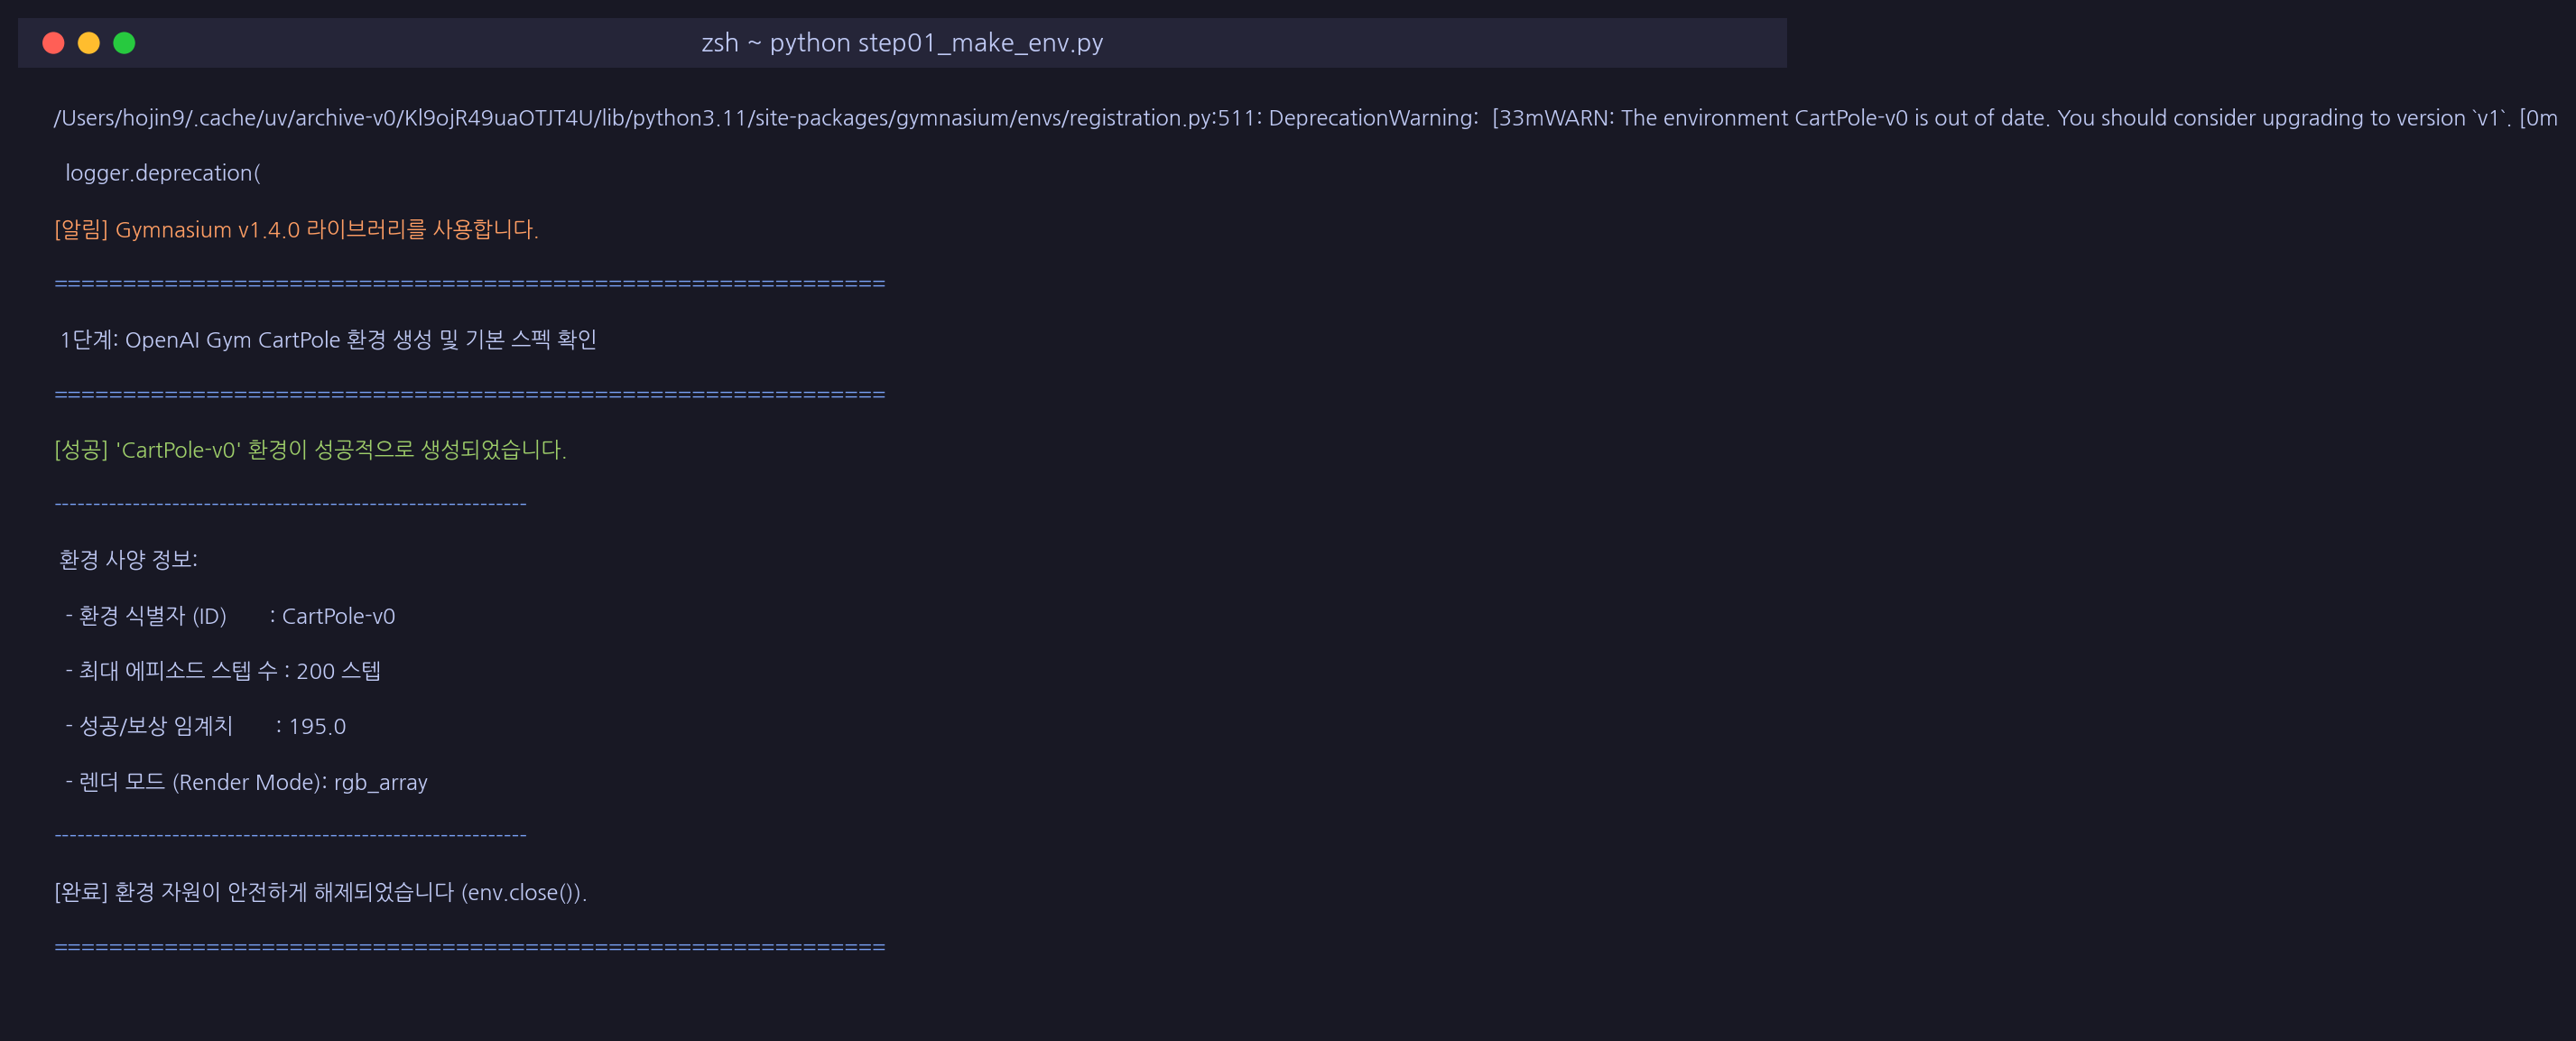 zsh ~ python step01_make_env.py
/Users/hojin9/.cache/uv/archive-v0/Kl9ojR49uaOTJT4U/lib/python3.11/site-packages/gymnasium/envs/registration.py:511: DeprecationWarning:  [33mWARN: The environment CartPole-v0 is out of date. You should consider upgrading to version `v1`. [0m
logger.deprecation(
[알림] Gymnasium v1.4.0 라이브러리를 사용합니다.
============================================================
1단계: OpenAI Gym CartPole 환경 생성 및 기본 스펙 확인
============================================================
[성공] 'CartPole-v0' 환경이 성공적으로 생성되었습니다.
------------------------------------------------------------
환경 사양 정보:
- 환경 식별자 (ID)       : CartPole-v0
- 최대 에피소드 스텝 수 : 200 스텝
- 성공/보상 임계치       : 195.0
- 렌더 모드 (Render Mode): rgb_array
------------------------------------------------------------
[완료] 환경 자원이 안전하게 해제되었습니다 (env.close()).
============================================================